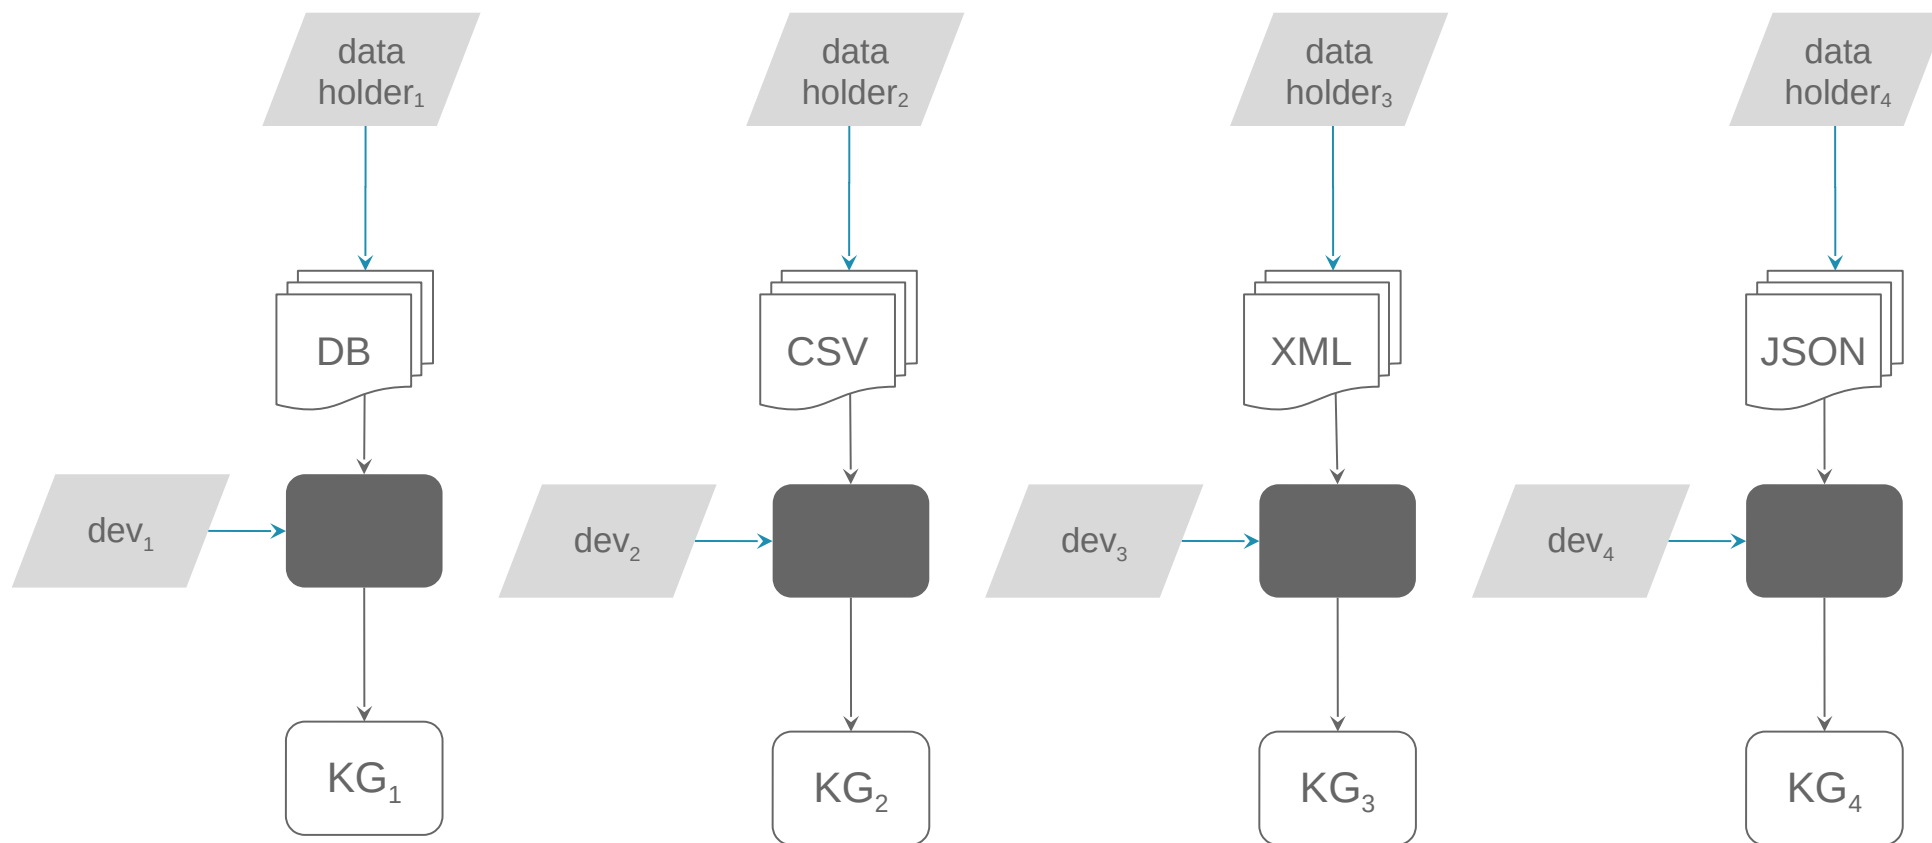 data
holder₁
data
holder₂
data
holder₃
data
holder₄
DB
CSV
XML
JSON
dev₁
dev₂
dev₃
dev₄
KG₁
KG₂
KG₃
KG₄